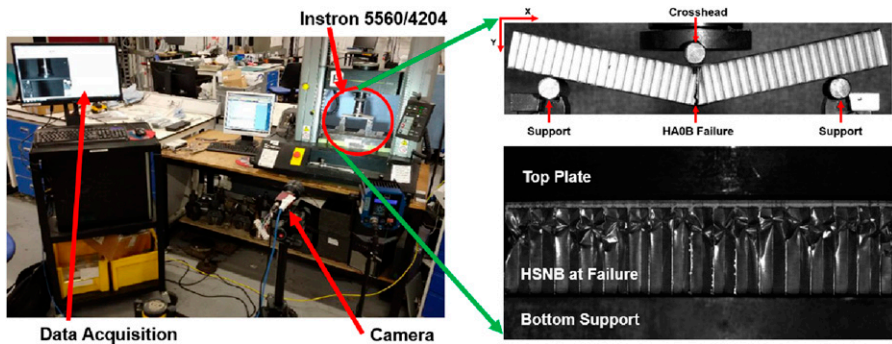 Instron 5560/4204
Data Acquisition
Camera
X
Y
Crosshead
Support
HA0B Failure
Support
Top Plate
HSNB at Failure
Bottom Support